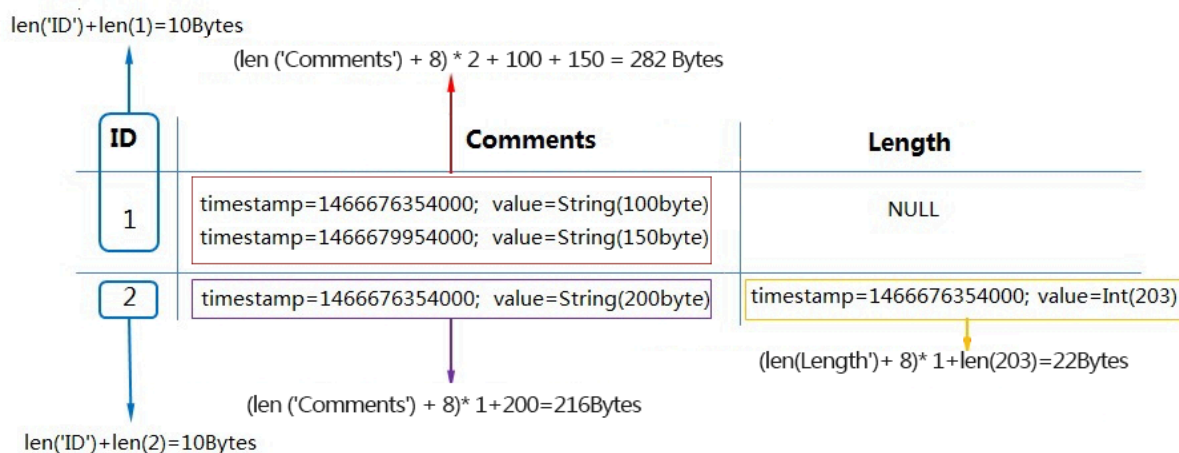 len('ID')+len(1)=10Bytes
(len ('Comments') + 8) * 2 + 100 + 150 = 282 Bytes
ID Comments Length
timestamp=1466676354000; value=String(100byte)
1 NULL
timestamp=1466679954000; value=String(150byte)
2 timestamp=1466676354000; value=String(200byte) timestamp=1466676354000; value=Int(203)
(len(Length')+ 8)* 1+len(203)=22Bytes
(len ('Comments') + 8)* 1+200=216Bytes
len('ID')+len(2)=10Bytes